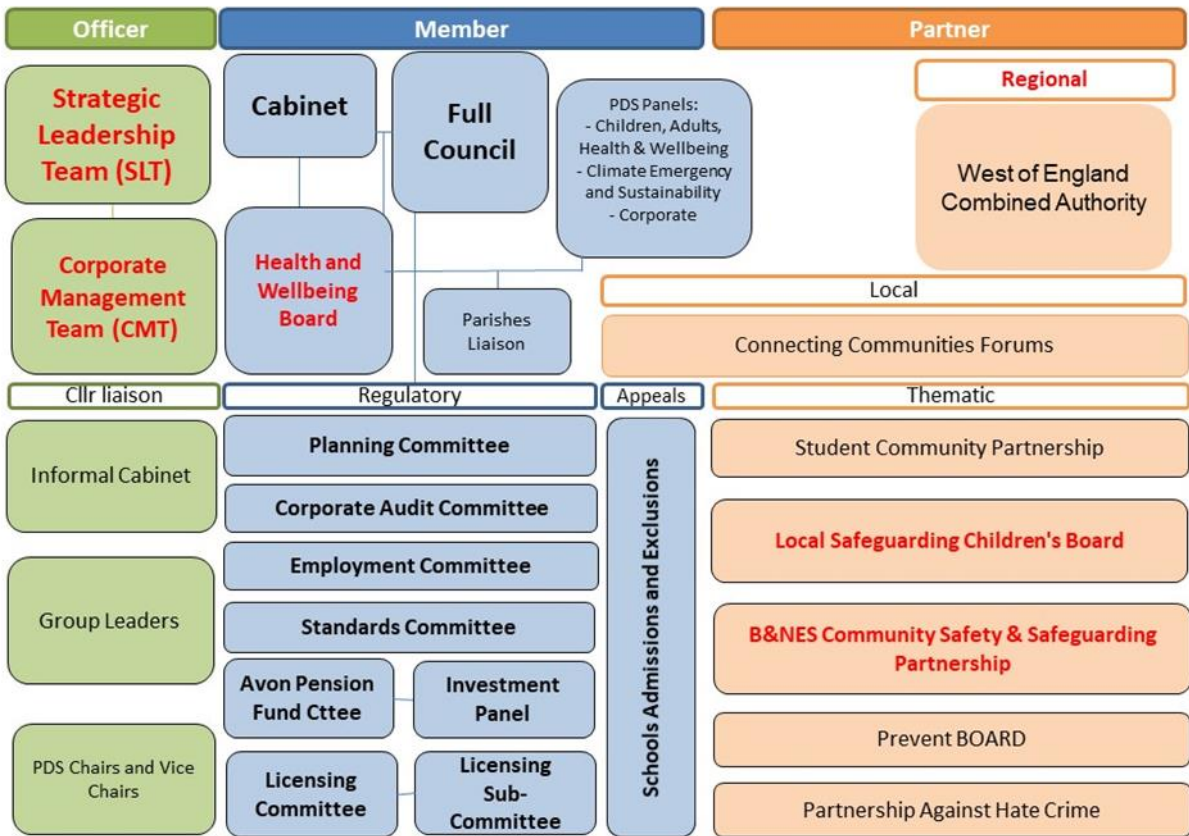 Officer
Member
Partner
Strategic
Leadership
Team (SLT)
Cabinet
Full
Council
PDS Panels:
- Children, Adults,
Health & Wellbeing
- Climate Emergency
and Sustainability
- Corporate
Regional
West of England
Combined Authority
Corporate
Management
Team (CMT)
Health and
Wellbeing
Board
Parishes
Liaison
Local
Connecting Communities Forums
Cllr liaison
Regulatory
Appeals
Thematic
Informal Cabinet
Group Leaders
PDS Chairs and Vice
Chairs
Planning Committee
Corporate Audit Committee
Employment Committee
Standards Committee
Avon Pension
Fund Cttee
Investment
Panel
Licensing
Committee
Licensing
Sub-
Committee
Schools Admissions and Exclusions
Student Community Partnership
Local Safeguarding Children's Board
B&NES Community Safety & Safeguarding
Partnership
Prevent BOARD
Partnership Against Hate Crime